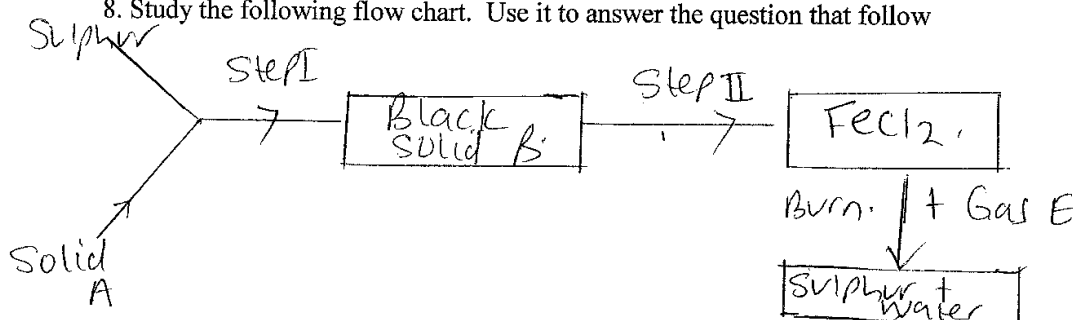 8. Study the following flow chart. Use it to answer the question that follow
Sulphur
Step I
Step II
Black
Solid B
FeCl2.
Burn. + Gas E
Solid
A
Sulphur +
Water